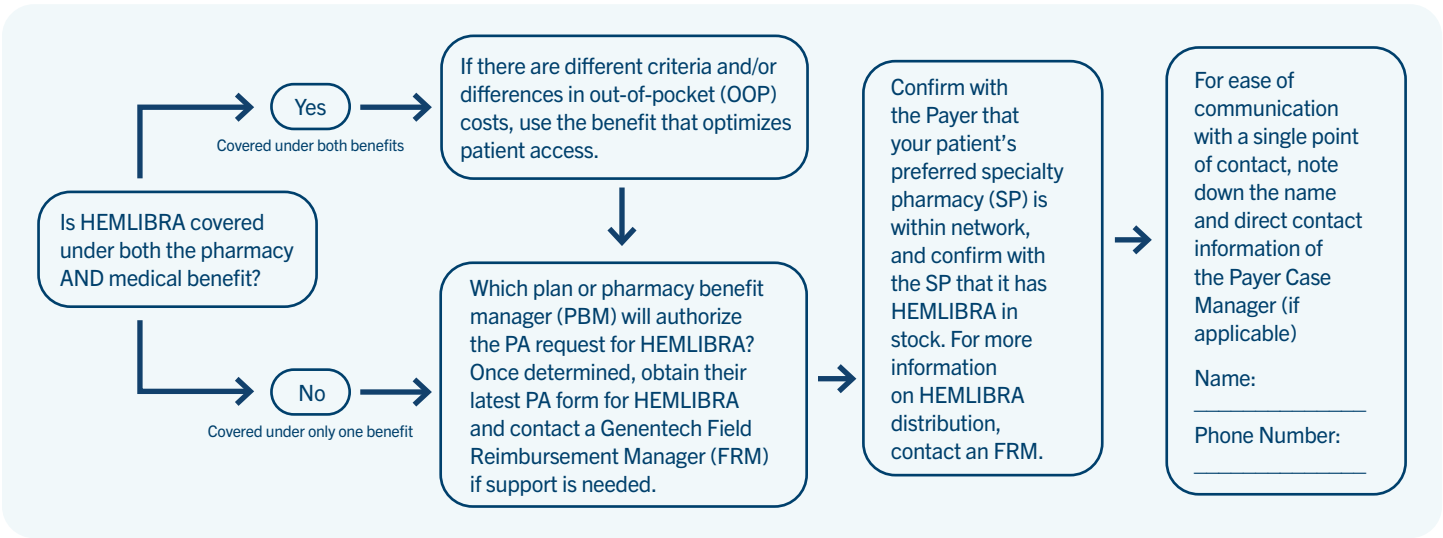 Is HEMLIBRA covered
under both the pharmacy
AND medical benefit?
Yes
Covered under both benefits
If there are different criteria and/or
differences in out-of-pocket (OOP)
costs, use the benefit that optimizes
patient access.
No
Covered under only one benefit
Which plan or pharmacy benefit
manager (PBM) will authorize
the PA request for HEMLIBRA?
Once determined, obtain their
latest PA form for HEMLIBRA
and contact a Genentech Field
Reimbursement Manager (FRM)
if support is needed.
Confirm with
the Payer that
your patient's
preferred specialty
pharmacy (SP) is
within network,
and confirm with
the SP that it has
HEMLIBRA in
stock. For more
information
on HEMLIBRA
distribution,
contact an FRM.
For ease of
communication
with a single point
of contact, note
down the name
and direct contact
information of
the Payer Case
Manager (if
applicable)
Name:
_______________
Phone Number:
_______________